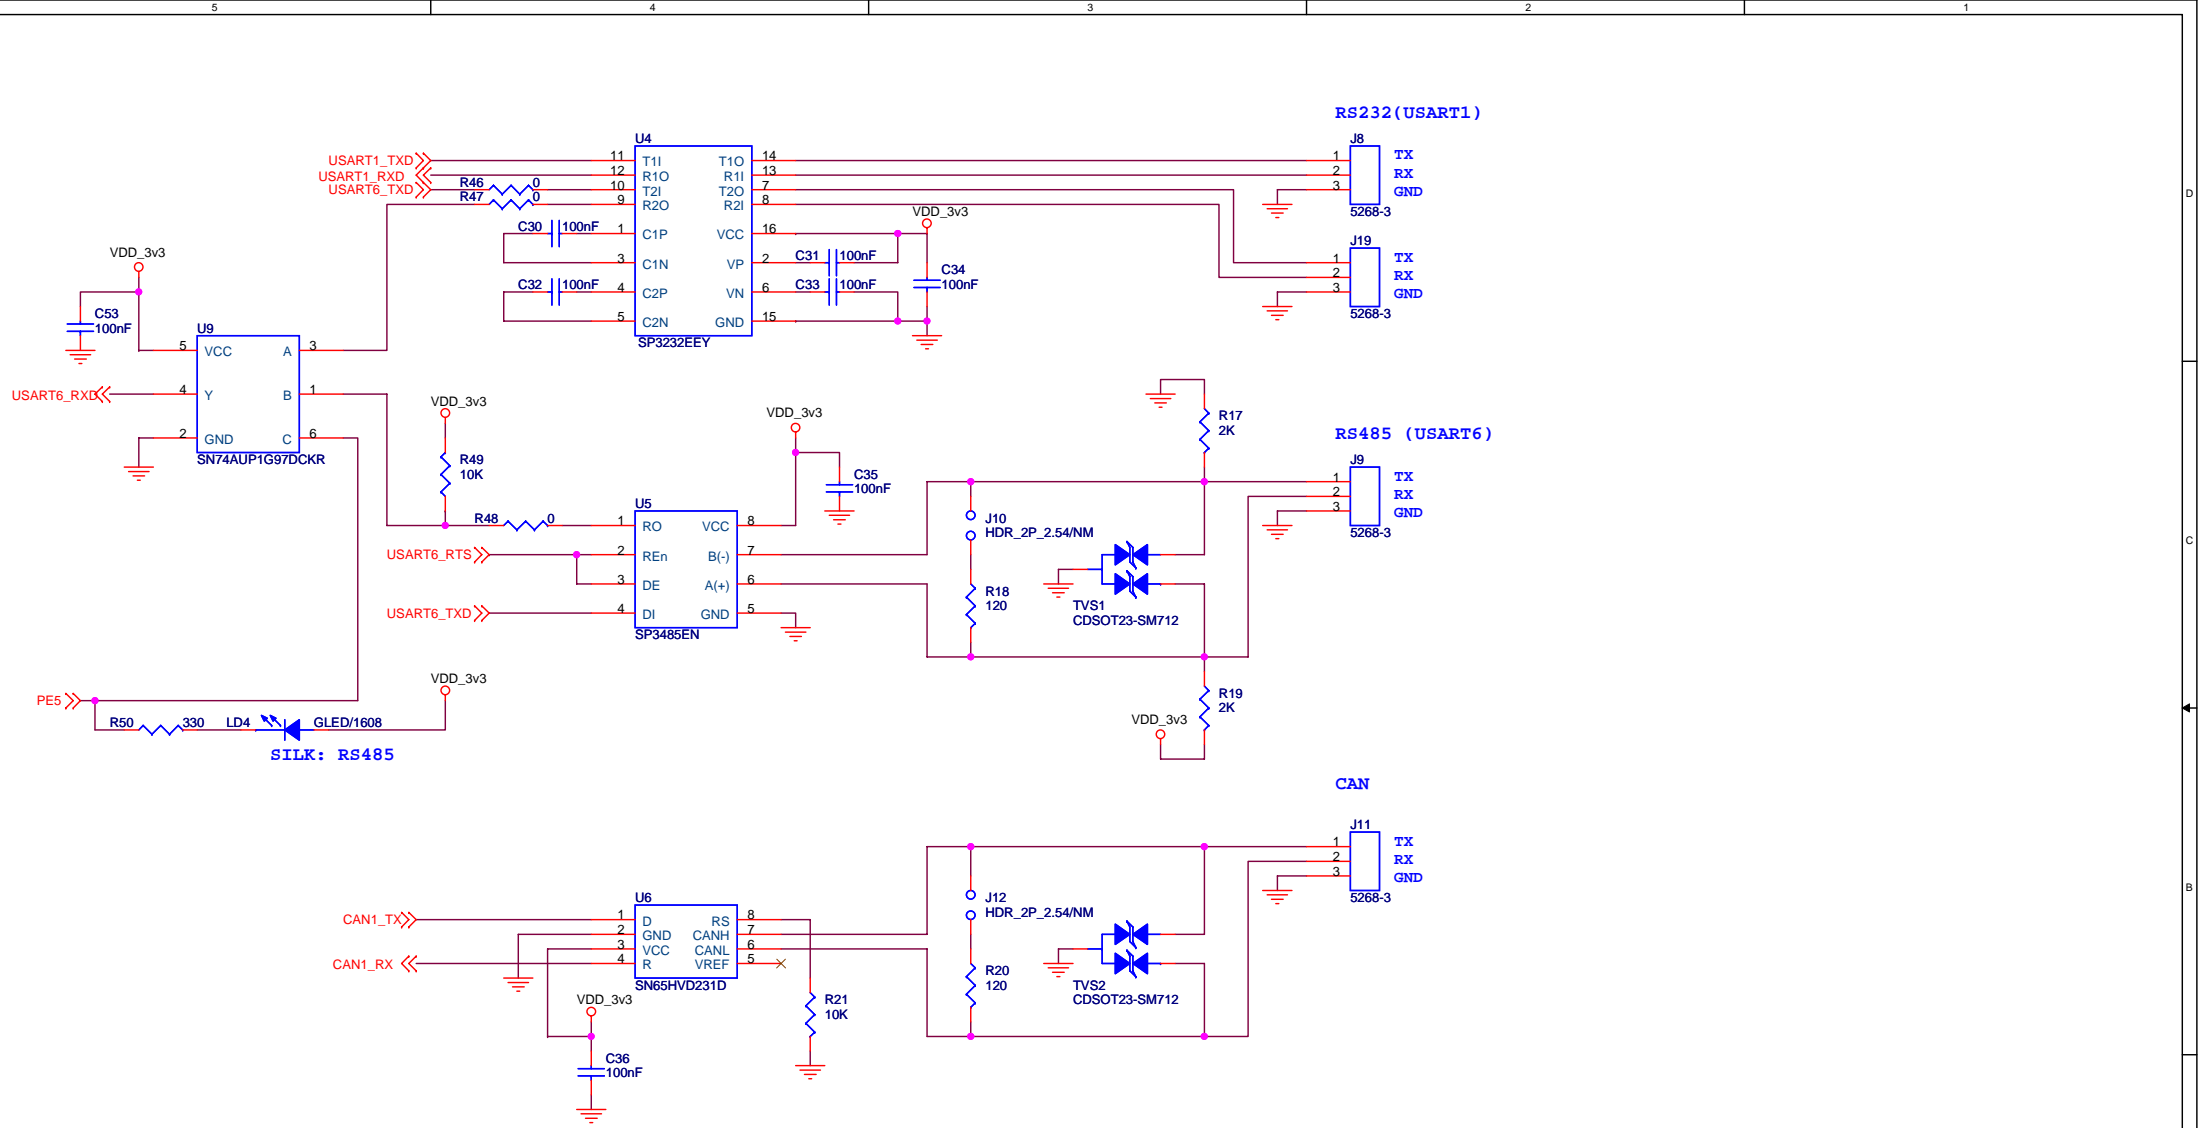 5 4 3 2 1
D
C
B
RS232(USART1)
U4
SP3232EEY
USART1_TXD
USART1_RXD
USART6_TXD
R46 0
R47 0
11 T1I
12 R1O
10 T2I
9 R2O
1 C1P
3 C1N
4 C2P
5 C2N
T1O 14
R1I 13
T2O 7
R2I 8
VCC 16
VP 2
VN 6
GND 15
C30 100nF
C32 100nF
C31 100nF
C33 100nF
VDD_3v3
C34
100nF
J8
1 TX
2 RX
3 GND
5268-3
J19
1 TX
2 RX
3 GND
5268-3
VDD_3v3
C53
100nF
U9
5 VCC A 3
4 Y B 1
2 GND C 6
SN74AUP1G97DCKR
USART6_RXD
VDD_3v3
R49
10K
R48 0
USART6_RTS
USART6_TXD
U5
1 RO VCC 8
2 REn B(-) 7
3 DE A(+) 6
4 DI GND 5
SP3485EN
VDD_3v3
C35
100nF
R17
2K
RS485 (USART6)
J9
1 TX
2 RX
3 GND
5268-3
J10
HDR_2P_2.54/NM
R18
120
TVS1
CDSOT23-SM712
R19
2K
VDD_3v3
PE5
R50 330 LD4 GLED/1608
VDD_3v3
SILK: RS485
CAN
J11
1 TX
2 RX
3 GND
5268-3
CAN1_TX
CAN1_RX
U6
1 D RS 8
2 GND CANH 7
3 VCC CANL 6
4 R VREF 5
SN65HVD231D
VDD_3v3
C36
100nF
R21
10K
J12
HDR_2P_2.54/NM
R20
120
TVS2
CDSOT23-SM712